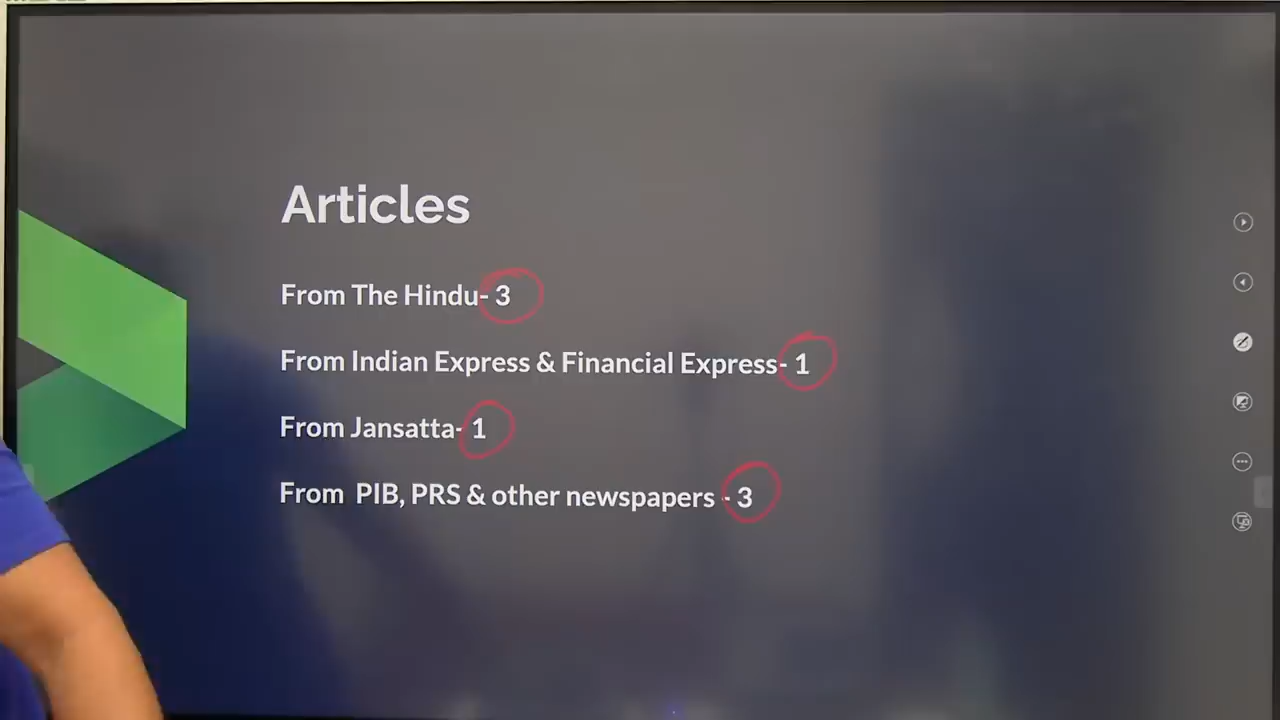 Articles
From The Hindu- 3
From Indian Express & Financial Express- 1
From Jansatta- 1
From PIB, PRS & other newspapers - 3